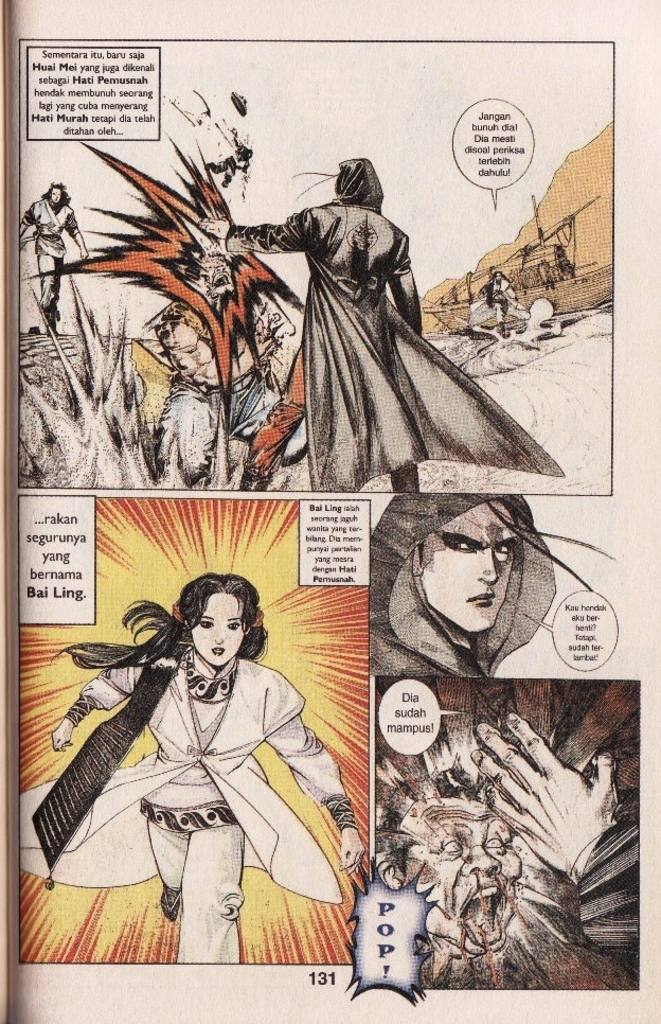 Sementara itu, baru saja
Huai Mei yang juga dikenali
sebagai Hati Pemusnah
hendak membunuh seorang
lagi yang cuba menyerang
Hati Murah tetapi dia telah
ditahan oleh...
Jangan
bunuh dia!
Dia mesti
disoal periksa
terlebih
dahulu!
...rakan
segurunya
yang
bernama
Bai Ling.
Bai Ling ialah
seorang jaguh
wanita yang ter-
bilang. Dia mem-
punyai pertalian
yang mesra
dengan Hati
Pemusnah.
Kau hendak
aku ber-
henti?
Tetapi,
sudah ter-
lambat!
Dia
sudah
mampus!
POP!
131